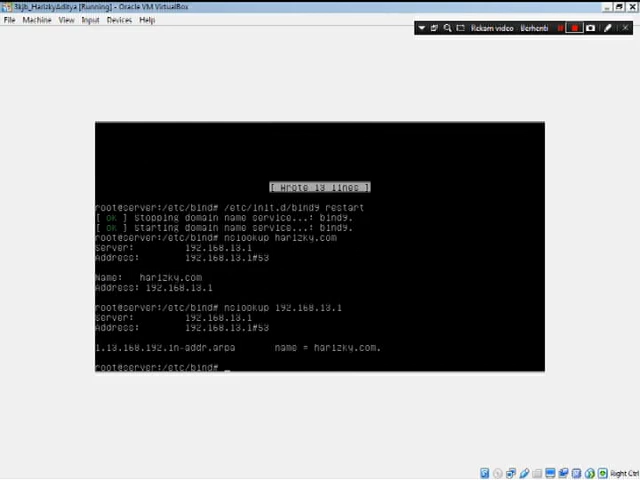 3kjb_HarizkyAditya [Running] - Oracle VM VirtualBox
File Machine View Input Devices Help
Rekam video Berhenti
[ Wrote 13 lines ]
root@server:/etc/bind# /etc/init.d/bind9 restart
[ ok ] Stopping domain name service...: bind9.
[ ok ] Starting domain name service...: bind9.
root@server:/etc/bind# nslookup harizky.com
Server: 192.168.13.1
Address: 192.168.13.1#53
Name: harizky.com
Address: 192.168.13.1
root@server:/etc/bind# nslookup 192.168.13.1
Server: 192.168.13.1
Address: 192.168.13.1#53
1.13.168.192.in-addr.arpa name = harizky.com.
root@server:/etc/bind# _
Right Ctrl